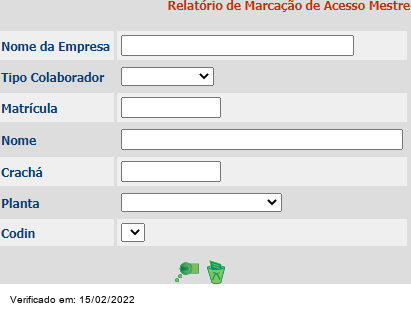 Relatório de Marcação de Acesso Mestre
Nome da Empresa
Tipo Colaborador
Matrícula
Nome
Crachá
Planta
Codin
Verificado em: 15/02/2022